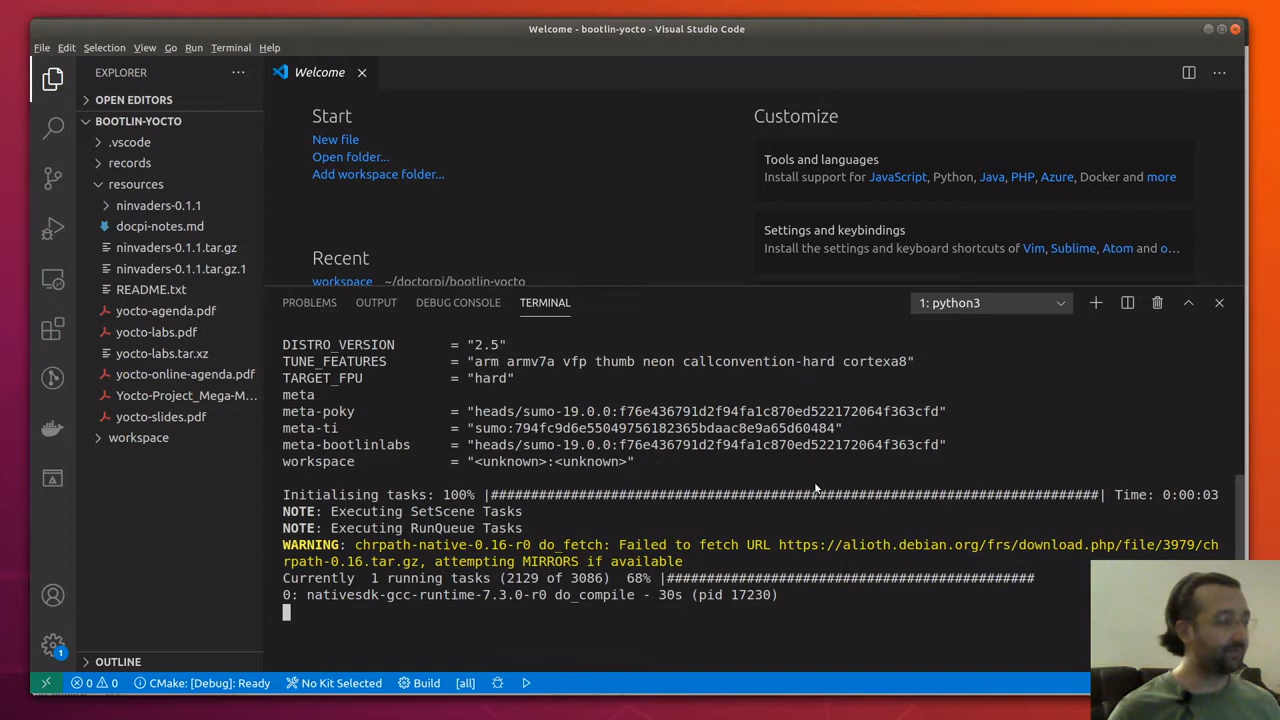 Welcome - bootlin-yocto - Visual Studio Code
File Edit Selection View Go Run Terminal Help
EXPLORER ···
OPEN EDITORS
BOOTLIN-YOCTO
.vscode
records
resources
ninvaders-0.1.1
docpi-notes.md
ninvaders-0.1.1.tar.gz
ninvaders-0.1.1.tar.gz.1
README.txt
yocto-agenda.pdf
yocto-labs.pdf
yocto-labs.tar.xz
yocto-online-agenda.pdf
Yocto-Project_Mega-M...
yocto-slides.pdf
workspace
OUTLINE
Welcome
Start
New file
Open folder...
Add workspace folder...
Recent
workspace ~/doctorpi/bootlin-yocto
Customize
Tools and languages
Install support for JavaScript, Python, Java, PHP, Azure, Docker and more
Settings and keybindings
Install the settings and keyboard shortcuts of Vim, Sublime, Atom and o...
PROBLEMS OUTPUT DEBUG CONSOLE TERMINAL 1: python3
DISTRO_VERSION = "2.5"
TUNE_FEATURES = "arm armv7a vfp thumb neon callconvention-hard cortexa8"
TARGET_FPU = "hard"
meta
meta-poky = "heads/sumo-19.0.0:f76e436791d2f94fa1c870ed522172064f363cfd"
meta-ti = "sumo:794fc9d6e55049756182365bdaac8e9a65d60484"
meta-bootlinlabs = "heads/sumo-19.0.0:f76e436791d2f94fa1c870ed522172064f363cfd"
workspace = "<unknown>:<unknown>"
Initialising tasks: 100% |############################################################################| Time: 0:00:03
NOTE: Executing SetScene Tasks
NOTE: Executing RunQueue Tasks
WARNING: chrpath-native-0.16-r0 do_fetch: Failed to fetch URL https://alioth.debian.org/frs/download.php/file/3979/ch
rpath-0.16.tar.gz, attempting MIRRORS if available
Currently 1 running tasks (2129 of 3086) 68% |##############################################
0: nativesdk-gcc-runtime-7.3.0-r0 do_compile - 30s (pid 17230)
1
0 0 CMake: [Debug]: Ready No Kit Selected Build [all]